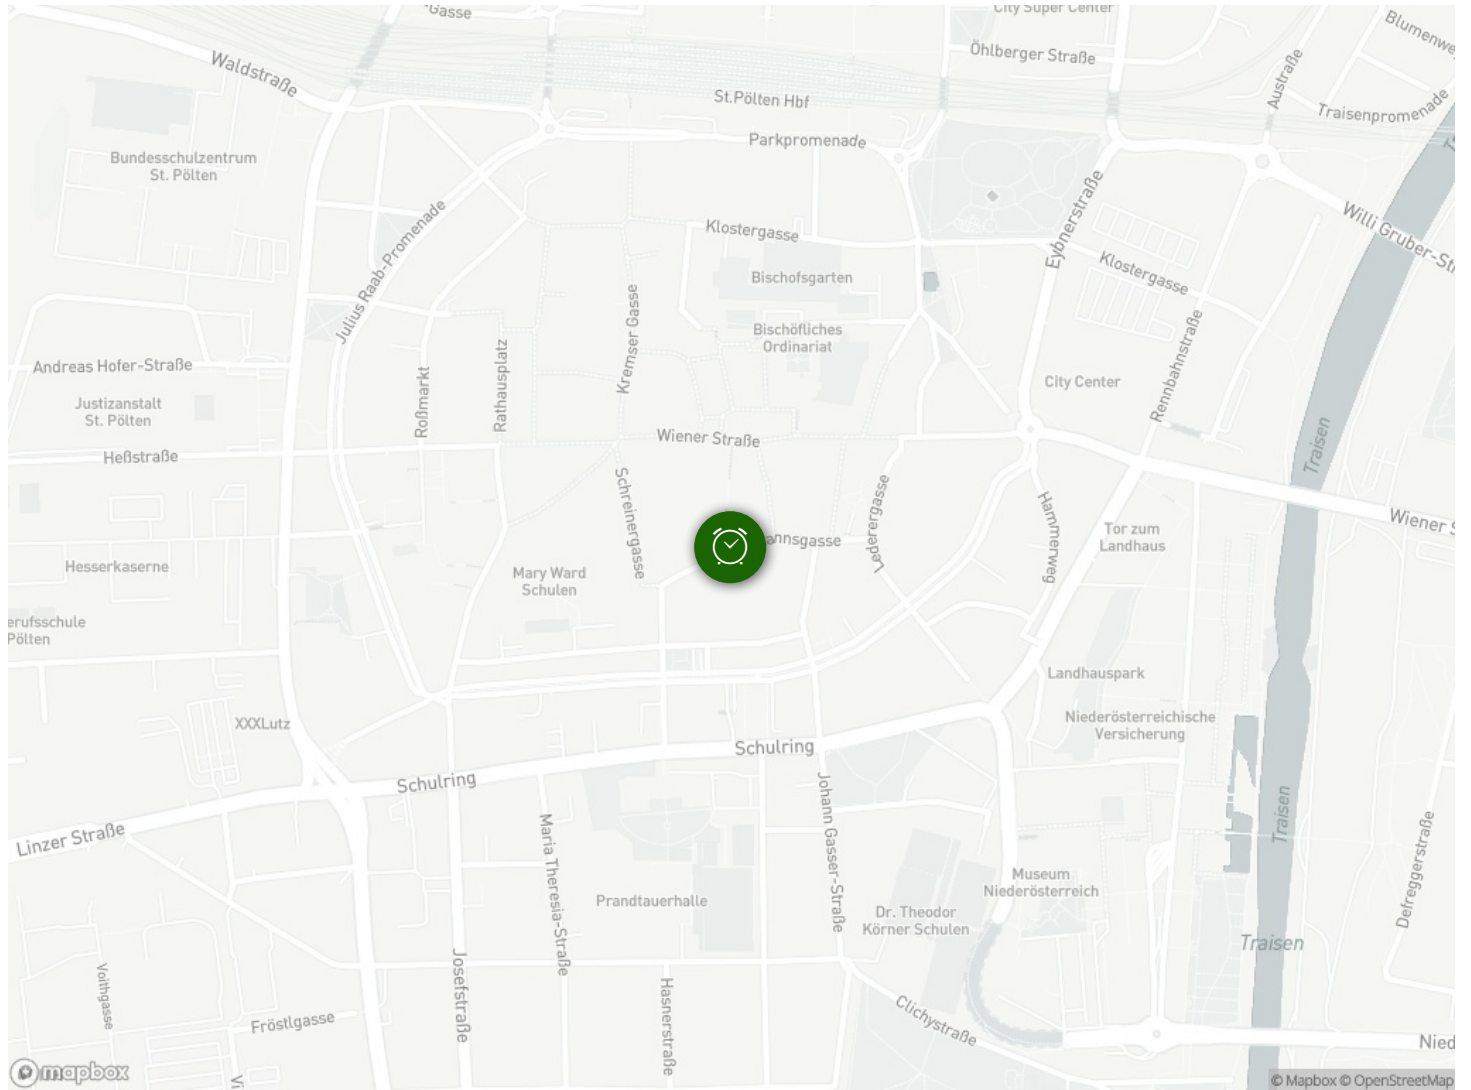 -Gasse
City Super Center
Blumenwe
Öhlberger Straße
Waldstraße
Austraße
St.Pölten Hbf
Traisenpromenade
Parkpromenade
Bundesschulzentrum
St. Pölten
Eybnerstraße
Willi Gruber-Str
Julius Raab-Promenade
Klostergasse
Klostergasse
Bischofsgarten
Kremser Gasse
Bischöfliches
Ordinariat
Rennbahnstraße
Andreas Hofer-Straße
Rathausplatz
Roßmarkt
City Center
Justizanstalt
St. Pölten
Traisen
Wiener Straße
Heßstraße
Schreinergasse
Lederergasse
Hammerweg
Wiener S
Tor zum
Landhaus
annsgasse
Hesserkaserne
Mary Ward
Schulen
erufsschule
Pölten
Landhauspark
XXXLutz
Niederösterreichische
Versicherung
Schulring
Schulring
Johann Gasser-Straße
Traisen
Linzer Straße
Maria Theresia-Straße
Defreggerstraße
Museum
Niederösterreich
Prandtauerhalle
Dr. Theodor
Körner Schulen
Traisen
Josefstraße
Voithgasse
Hasnerstraße
Clichystraße
Fröstlgasse
Nied
Vi
mapbox
© Mapbox © OpenStreetMap